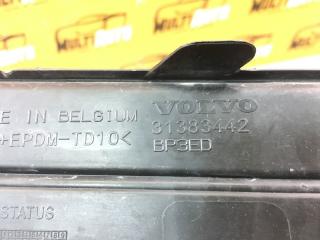 E IN BELGIUM
+EPDM-TD10<
VOLVO
31383442
BP3ED
STATUS